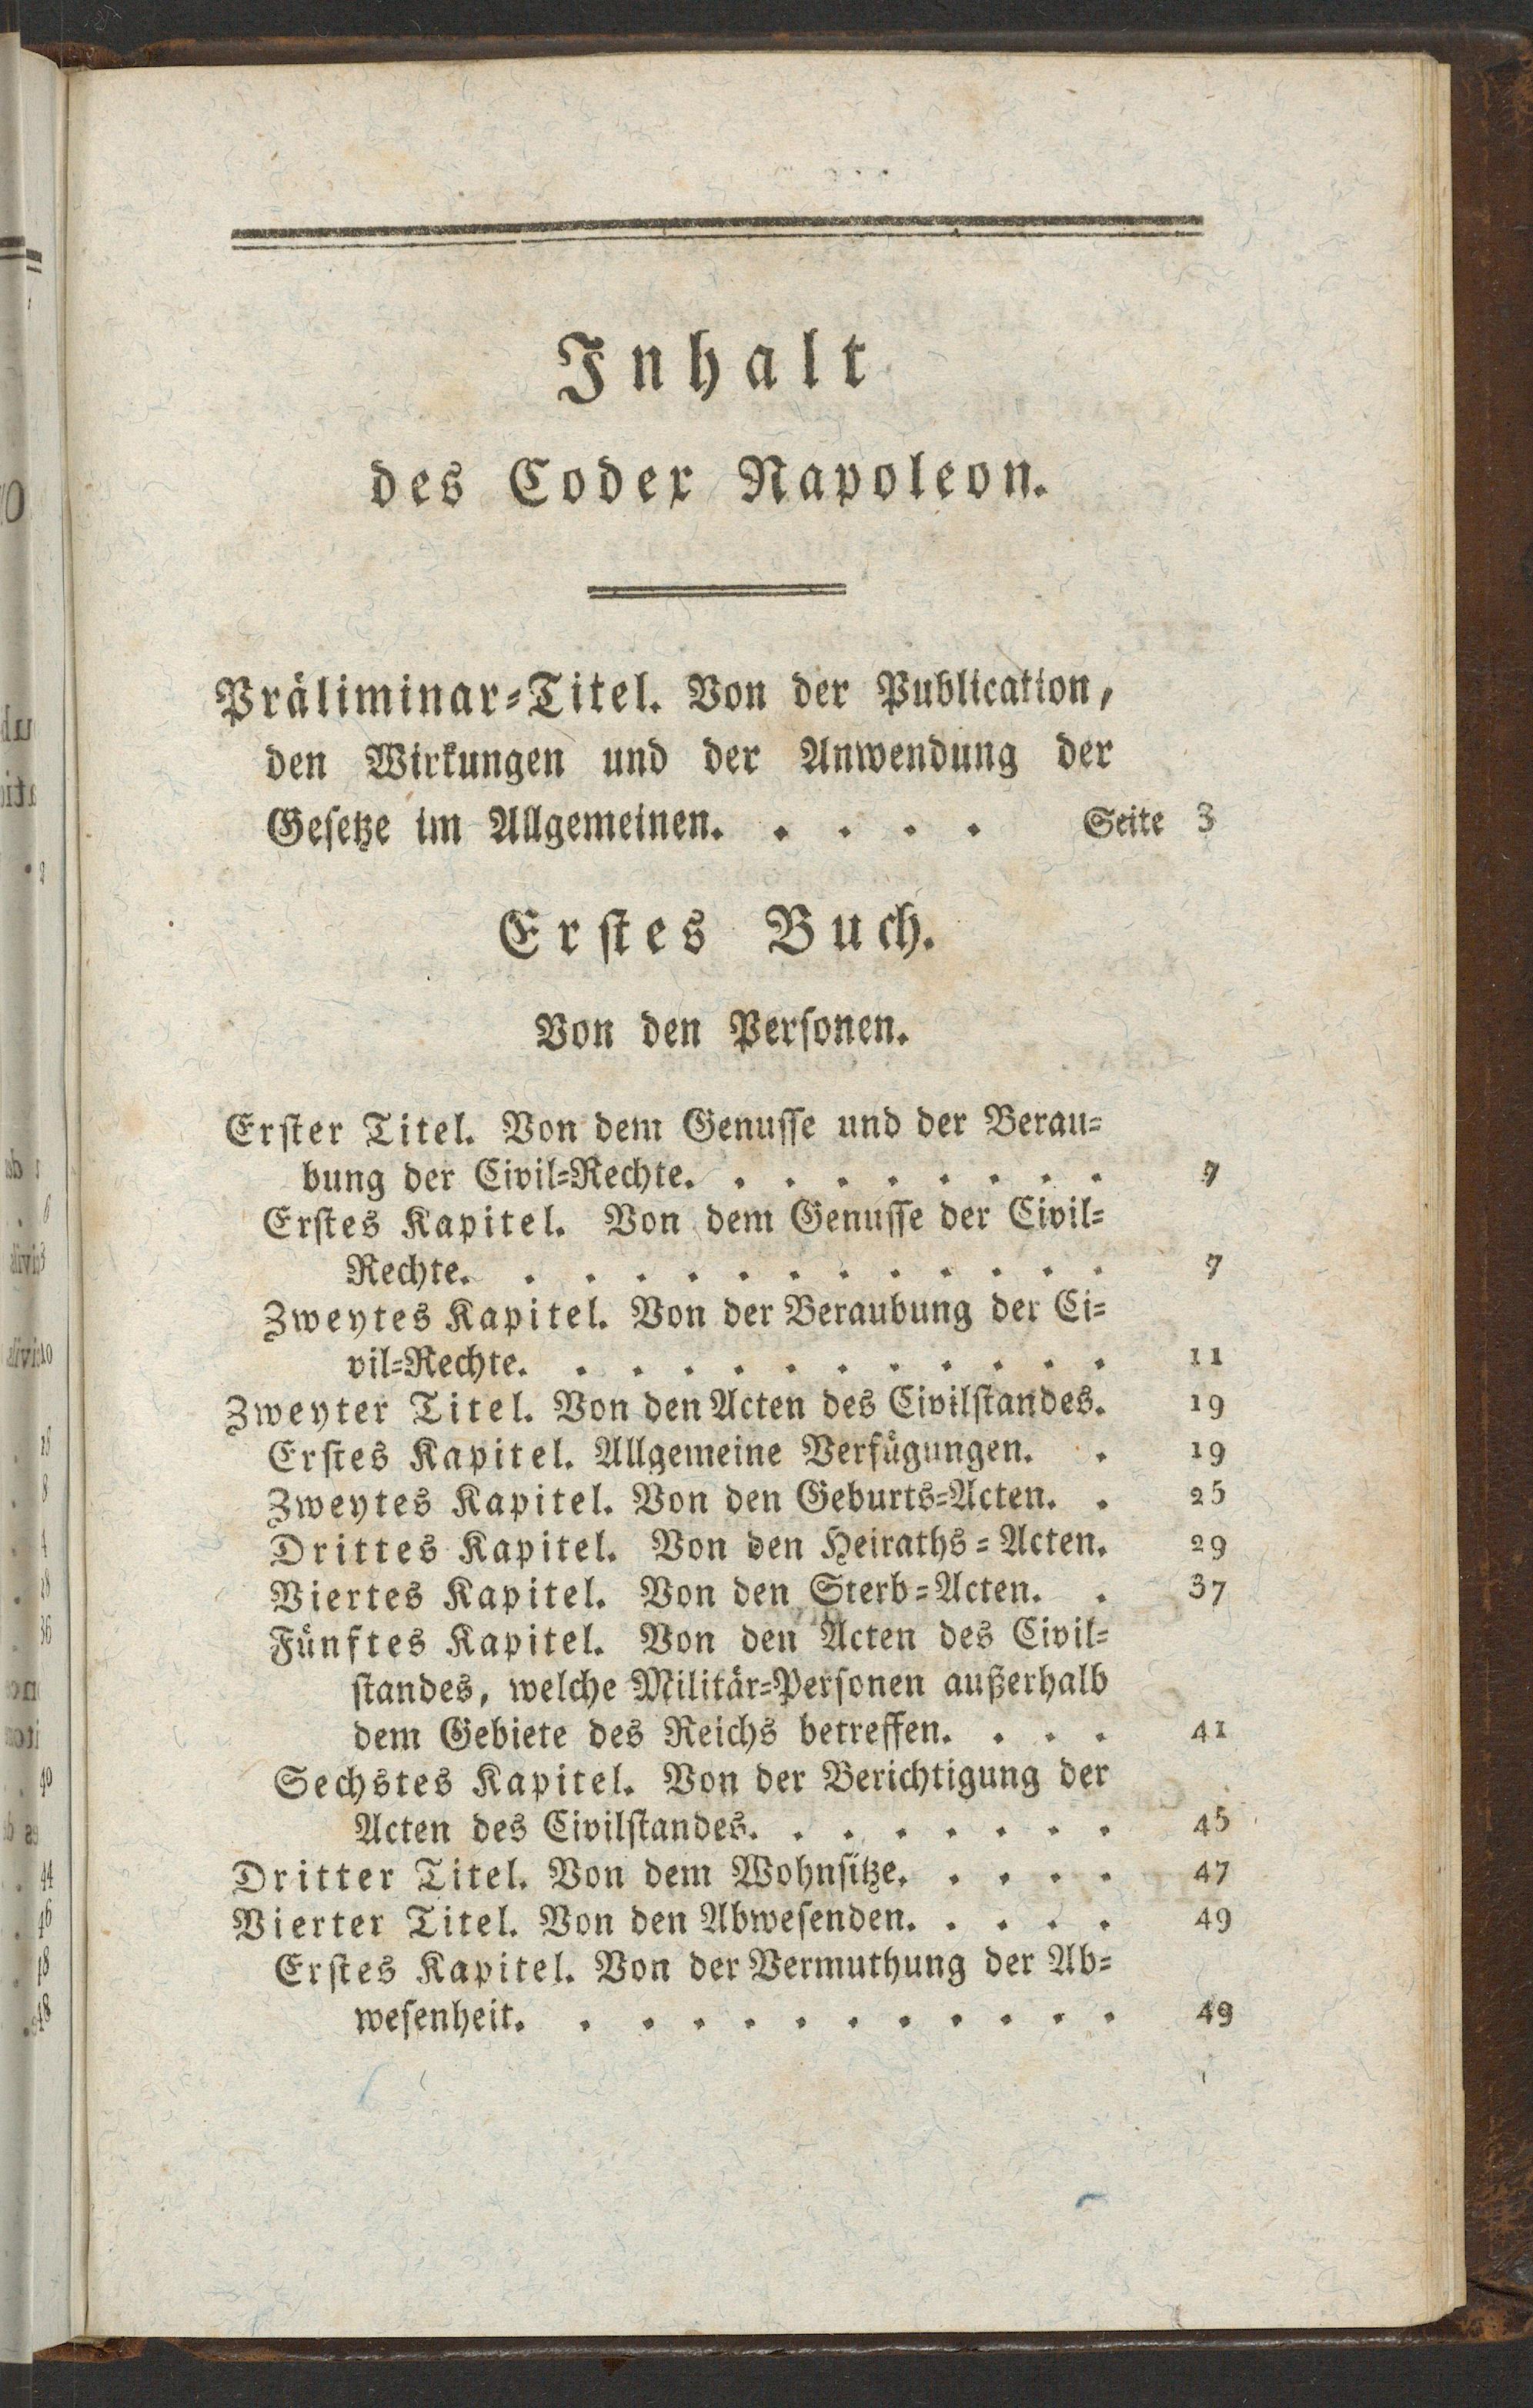 Inhalt
des Codex Napoleon.
Präliminar-Titel. Von der Publication,
den Wirkungen und der Anwendung der
Gesetze im Allgemeinen. . . . . Seite 3
Erstes Buch.
Von den Personen.
Erster Titel. Von dem Genusse und der Berau-
bung der Civil-Rechte. . . . . . . . . 7
Erstes Kapitel. Von dem Genusse der Civil-
Rechte. . . . . . . . . . . . . 7
Zweytes Kapitel. Von der Beraubung der Ci-
vil-Rechte. . . . . . . . . . . . 11
Zweyter Titel. Von den Acten des Civilstandes. 19
Erstes Kapitel. Allgemeine Verfügungen. . 19
Zweytes Kapitel. Von den Geburts-Acten. . 25
Drittes Kapitel. Von den Heiraths-Acten. 29
Viertes Kapitel. Von den Sterb-Acten. . 37
Fünftes Kapitel. Von den Acten des Civil-
standes, welche Militär-Personen außerhalb
dem Gebiete des Reichs betreffen. . . . 41
Sechstes Kapitel. Von der Berichtigung der
Acten des Civilstandes. . . . . . . . 45
Dritter Titel. Von dem Wohnsitze. . . . . 47
Vierter Titel. Von den Abwesenden. . . . . 49
Erstes Kapitel. Von der Vermuthung der Ab-
wesenheit. . . . . . . . . . . . 49